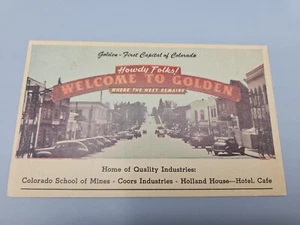 Golden - First Capital of Colorado
Howdy Folks!
WELCOME TO GOLDEN
WHERE THE WEST REMAINS
Home of Quality Industries:
Colorado School of Mines - Coors Industries - Holland House—Hotel, Cafe